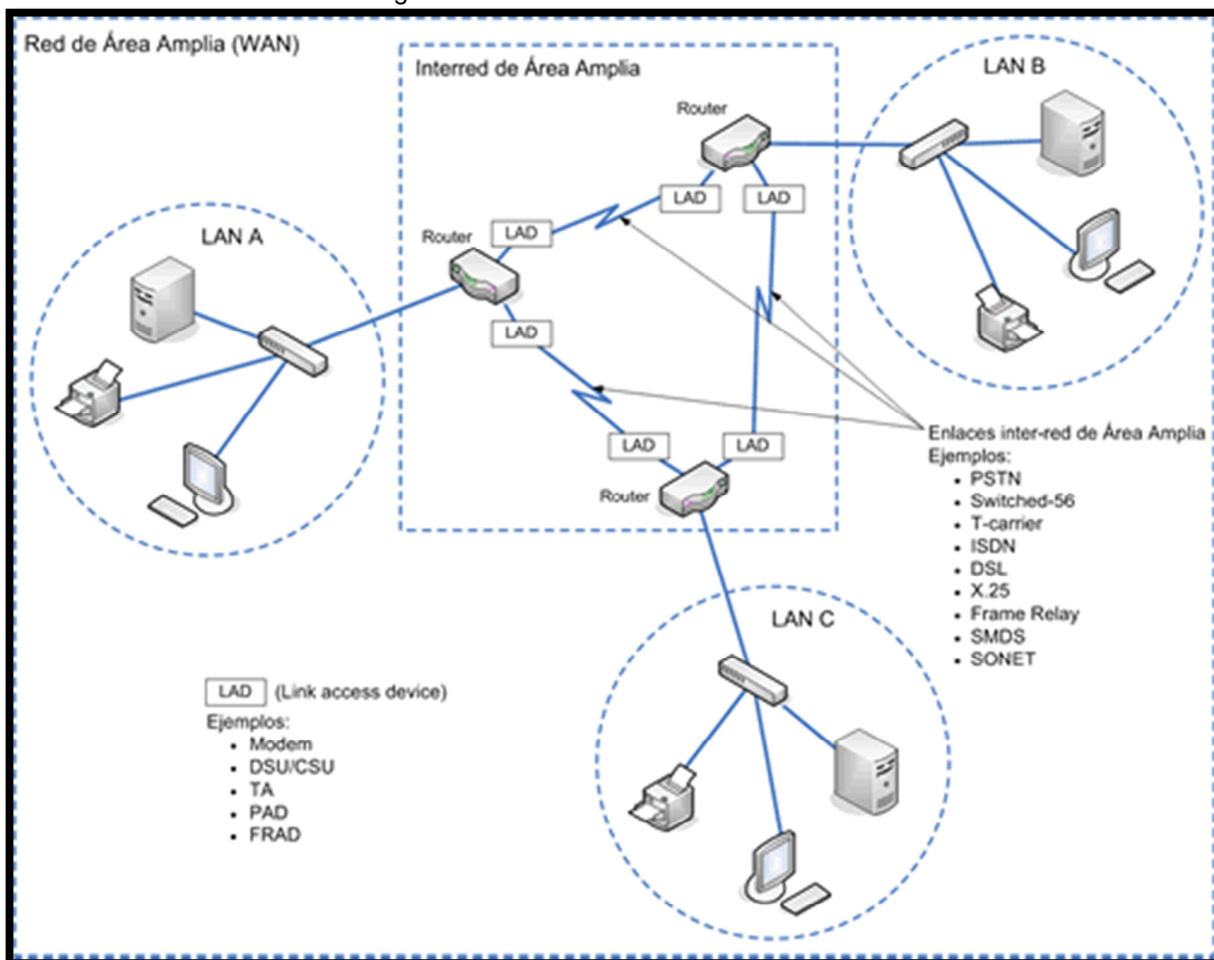 Red de Área Amplia (WAN)
Interred de Área Amplia
LAN B
Router
LAD
LAD
LAN A
Router
LAD
LAD
LAD
LAD
Router
Enlaces inter-red de Área Amplia
Ejemplos:
• PSTN
• Switched-56
• T-carrier
• ISDN
• DSL
• X.25
• Frame Relay
• SMDS
• SONET
LAN C
LAD (Link access device)
Ejemplos:
• Modem
• DSU/CSU
• TA
• PAD
• FRAD